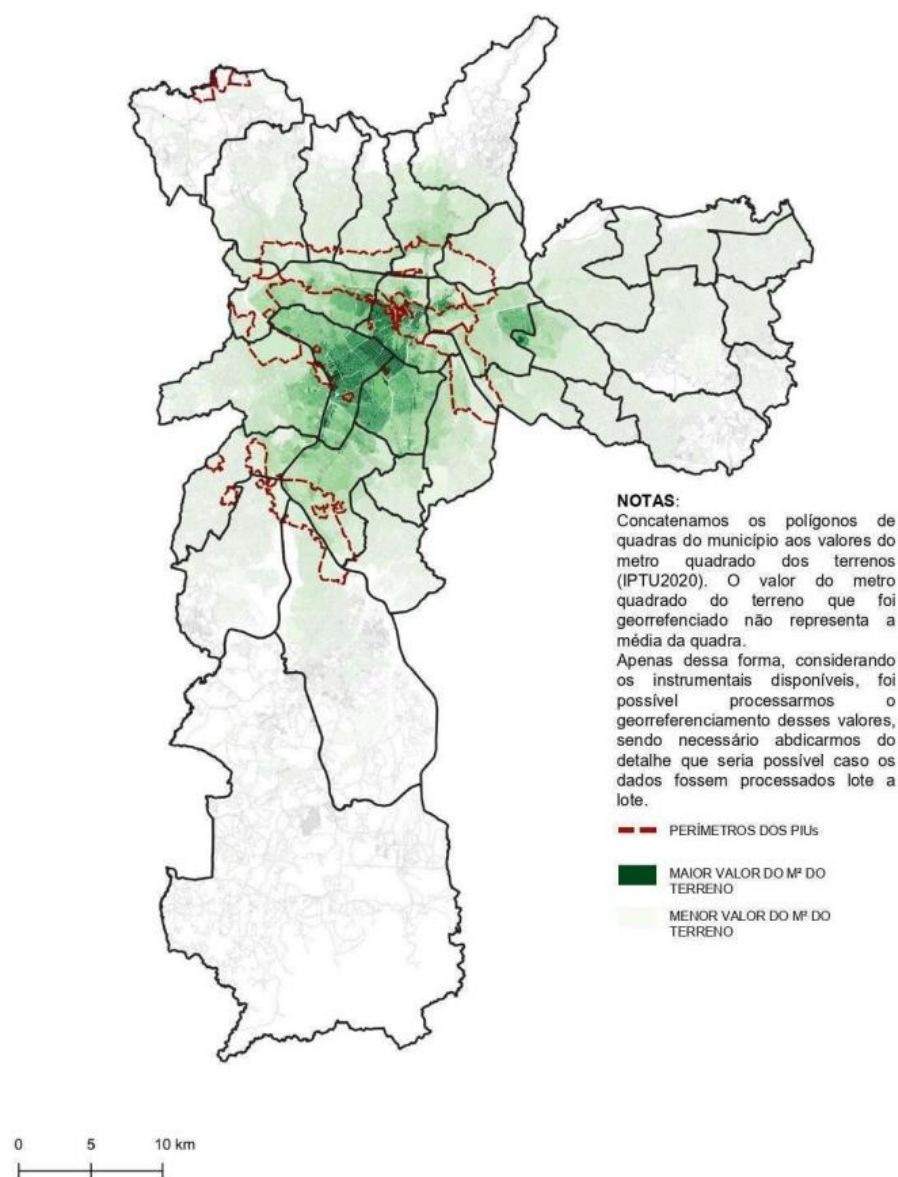 NOTAS:
Concatenamos os polígonos de
quadras do município aos valores do
metro quadrado dos terrenos
(IPTU2020). O valor do metro
quadrado do terreno que foi
georrefenciado não representa a
média da quadra.
Apenas dessa forma, considerando
os instrumentais disponíveis, foi
possível processarmos o
georreferenciamento desses valores,
sendo necessário abdicarmos do
detalhe que seria possível caso os
dados fossem processados lote a
lote.
PERÍMETROS DOS PIUs
MAIOR VALOR DO M² DO
TERRENO
MENOR VALOR DO M² DO
TERRENO
0 5 10 km